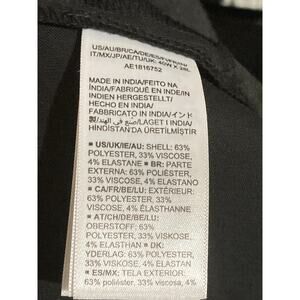 US/AU/BR/CA/DE/ES/FI/FR/IN/
IT/MX/JP/AE/TU/UK: 40W X 28L
AE1816752
MADE IN INDIA/FEITO NA
ÍNDIA/FABRIQUÉ EN INDE/IN
INDIEN HERGESTELLT/
HECHO EN INDIA/
FABBRICATO IN INDIA/インド
製/صنع في الهند/LAGET I INDIA/
HİNDİSTAN'DA ÜRETİLMİŞTİR
■ US/UK/IE/AU: SHELL: 63%
POLYESTER, 33% VISCOSE,
4% ELASTANE ■ BR: PARTE
EXTERNA: 63% POLIÉSTER,
33% VISCOSE, 4% ELASTANO
■ CA/FR/BE/LU: EXTÉRIEUR:
63% POLYESTER, 33%
VISCOSE, 4% ÉLASTHANNE
■ AT/CH/DE/BE/LU:
OBERSTOFF: 63%
POLYESTER, 33% VISKOSE,
4% ELASTHAN ■ DK:
YDERLAG: 63% POLYESTER,
33% VISKOSE, 4% ELASTAN
■ ES/MX: TELA EXTERIOR:
63% poliéster, 33% viscosa, 4%